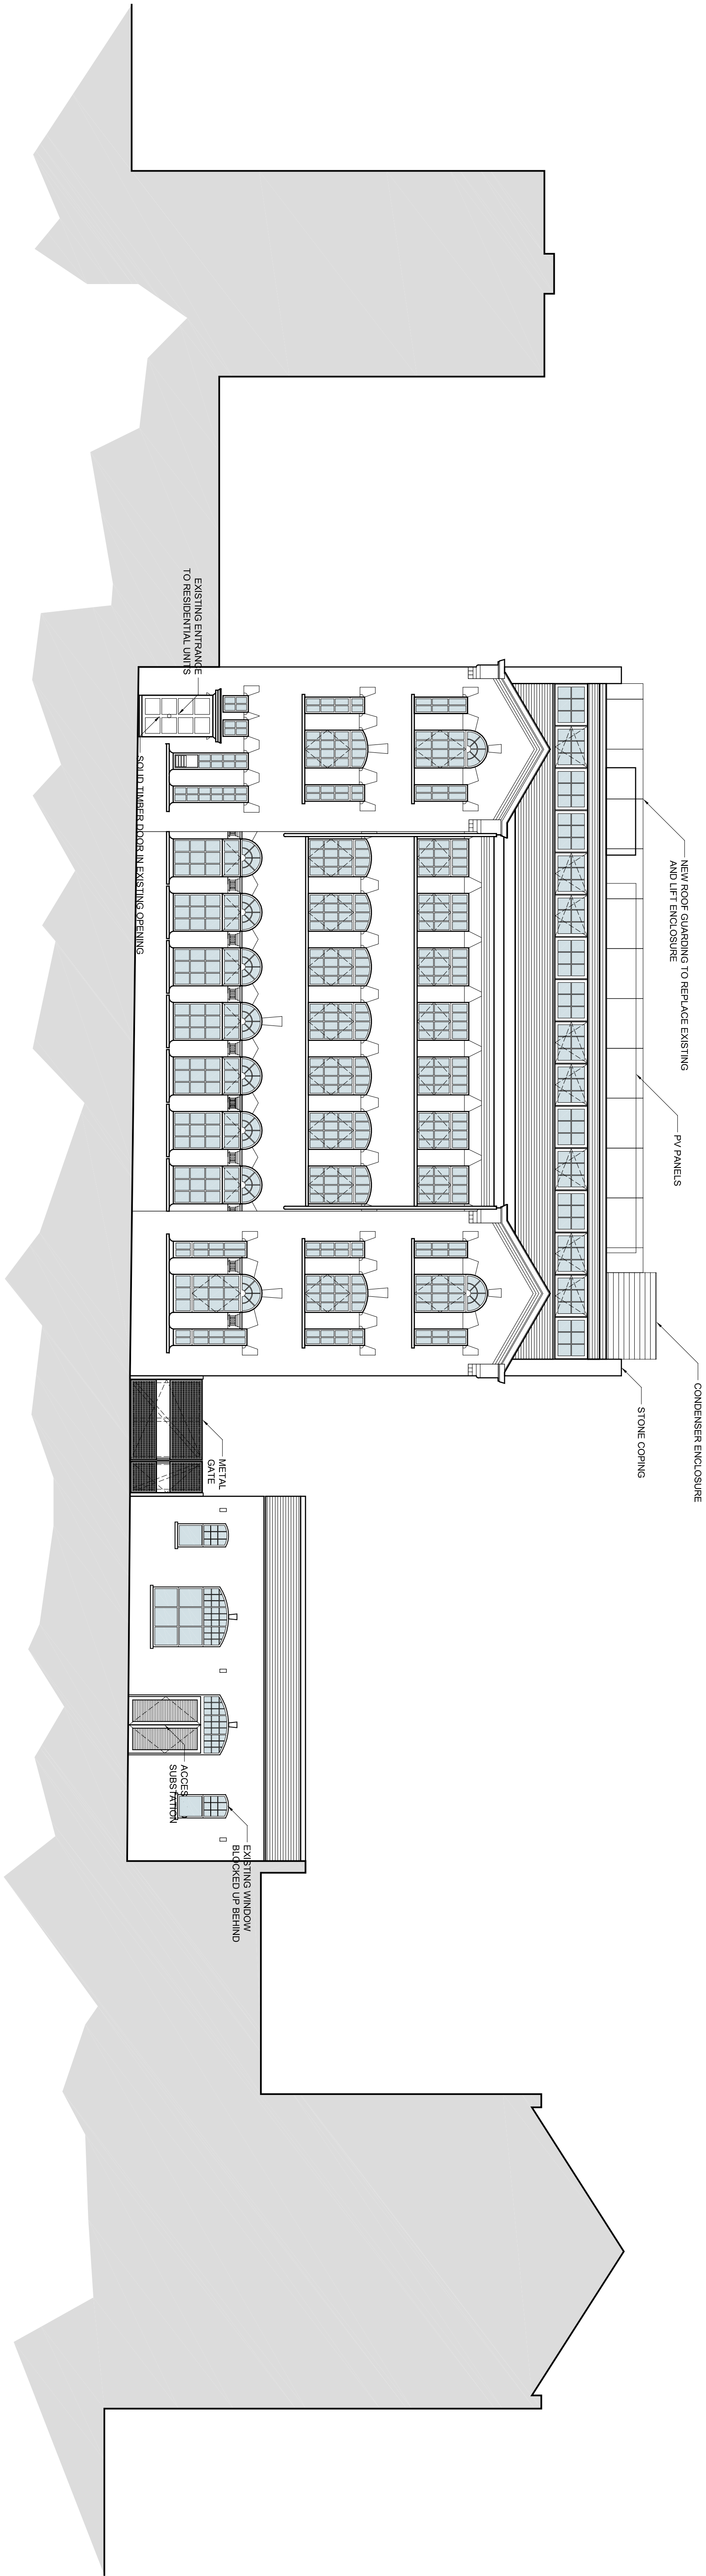 CONDENSER ENCLOSURE
PV PANELS
NEW ROOF GUARDING TO REPLACE EXISTING
AND LIFT ENCLOSURE
STONE COPING
EXISTING WINDOW
BLOCKED UP BEHIND
METAL
GATE
EXISTING ENTRANCE
TO RESIDENTIAL UNITS
SUBSTATION
SOLID TIMBER DOOR IN EXISTING OPENING